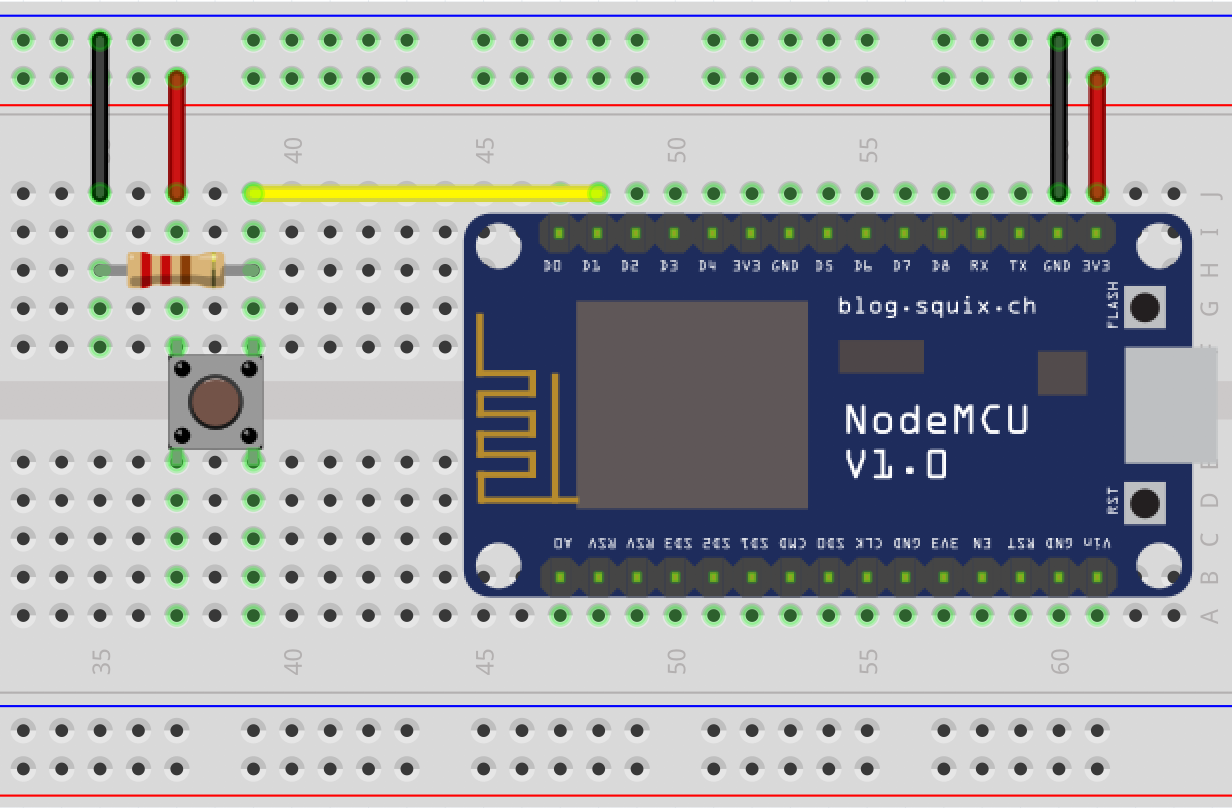 40 45 50 55
J
I
D0 D1 D2 D3 D4 3V3 GND D5 D6 D7 D8 RX TX GND 3V3
H
FLASH
blog.squix.ch
G
NodeMCU
V1.0
RST
D
A0 RSV RSV SD3 SD2 SD1 CMD SD0 CLK GND 3V3 EN RST GND Vin
C
B
A
35 40 45 50 55 60